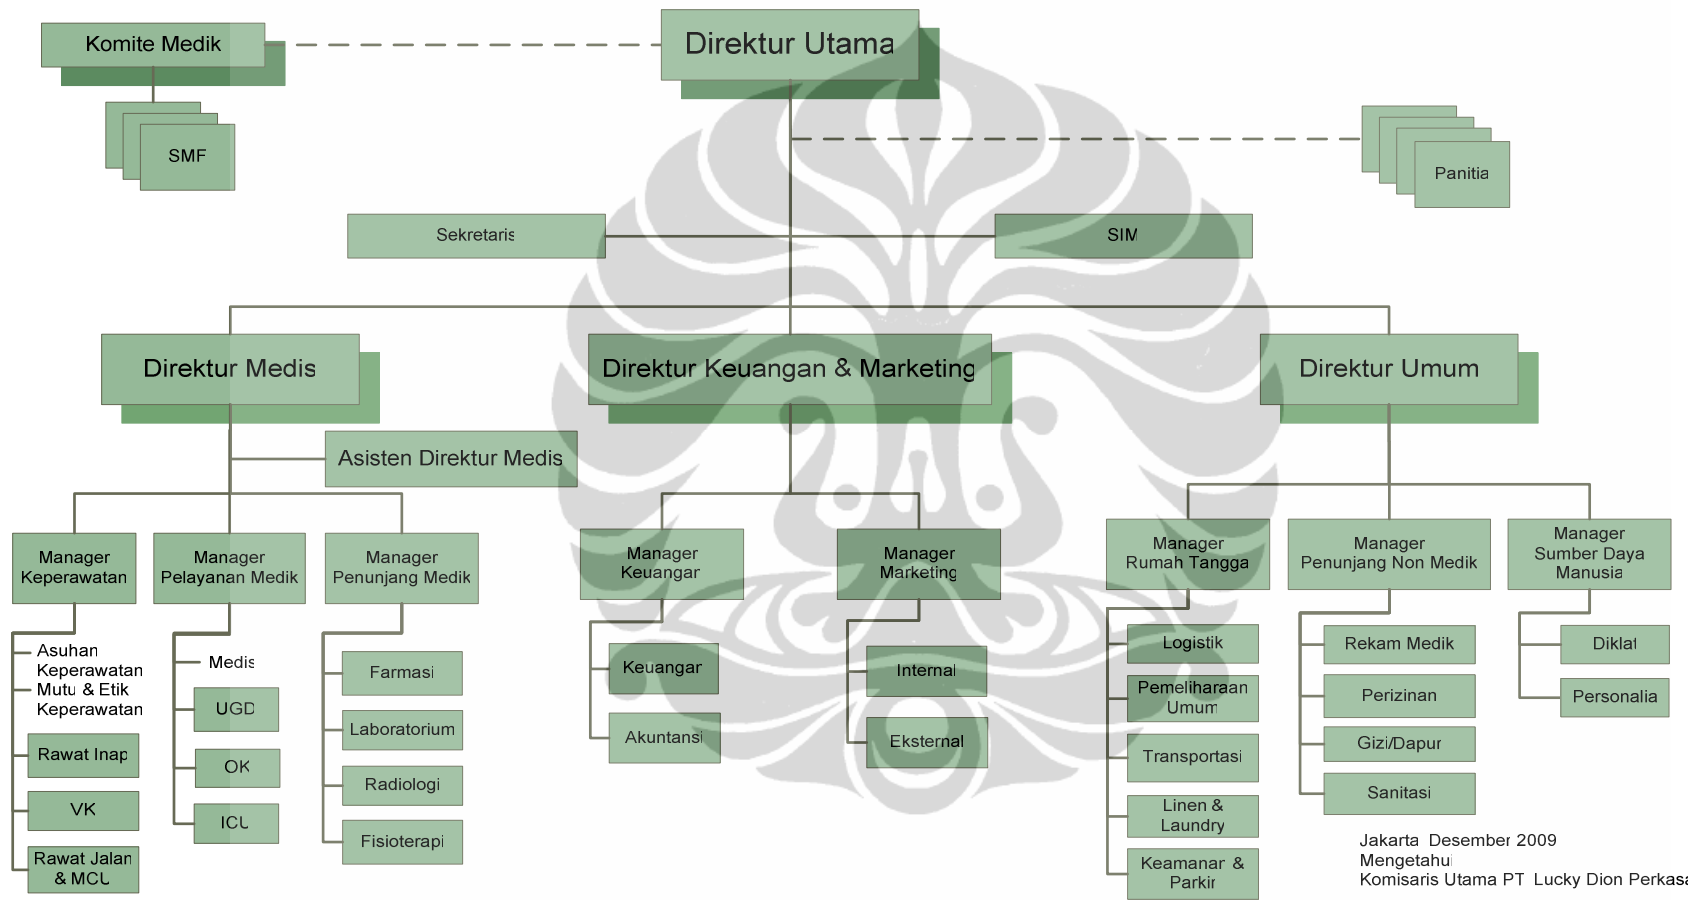 Komite Medik
Direktur Utama
SMF
Panitia
Sekretaris
SIM
Direktur Medis
Direktur Keuangan & Marketing
Direktur Umum
Asisten Direktur Medis
Manager
Keperawatan
Manager
Pelayanan Medik
Manager
Penunjang Medik
Manager
Keuangan
Manager
Marketing
Manager
Rumah Tangga
Manager
Penunjang Non Medik
Manager
Sumber Daya
Manusia
Asuhan
Keperawatan
Mutu & Etik
Keperawatan
Rawat Inap
VK
Rawat Jalan
& MCU
Medis
UGD
OK
ICU
Farmasi
Laboratorium
Radiologi
Fisioterapi
Keuangan
Akuntansi
Internal
Eksternal
Logistik
Pemeliharaan
Umum
Transportasi
Linen &
Laundry
Keamanan &
Parkir
Rekam Medik
Perizinan
Gizi/Dapur
Sanitasi
Diklat
Personalia
Jakarta Desember 2009
Mengetahui
Komisaris Utama PT Lucky Dion Perkasa